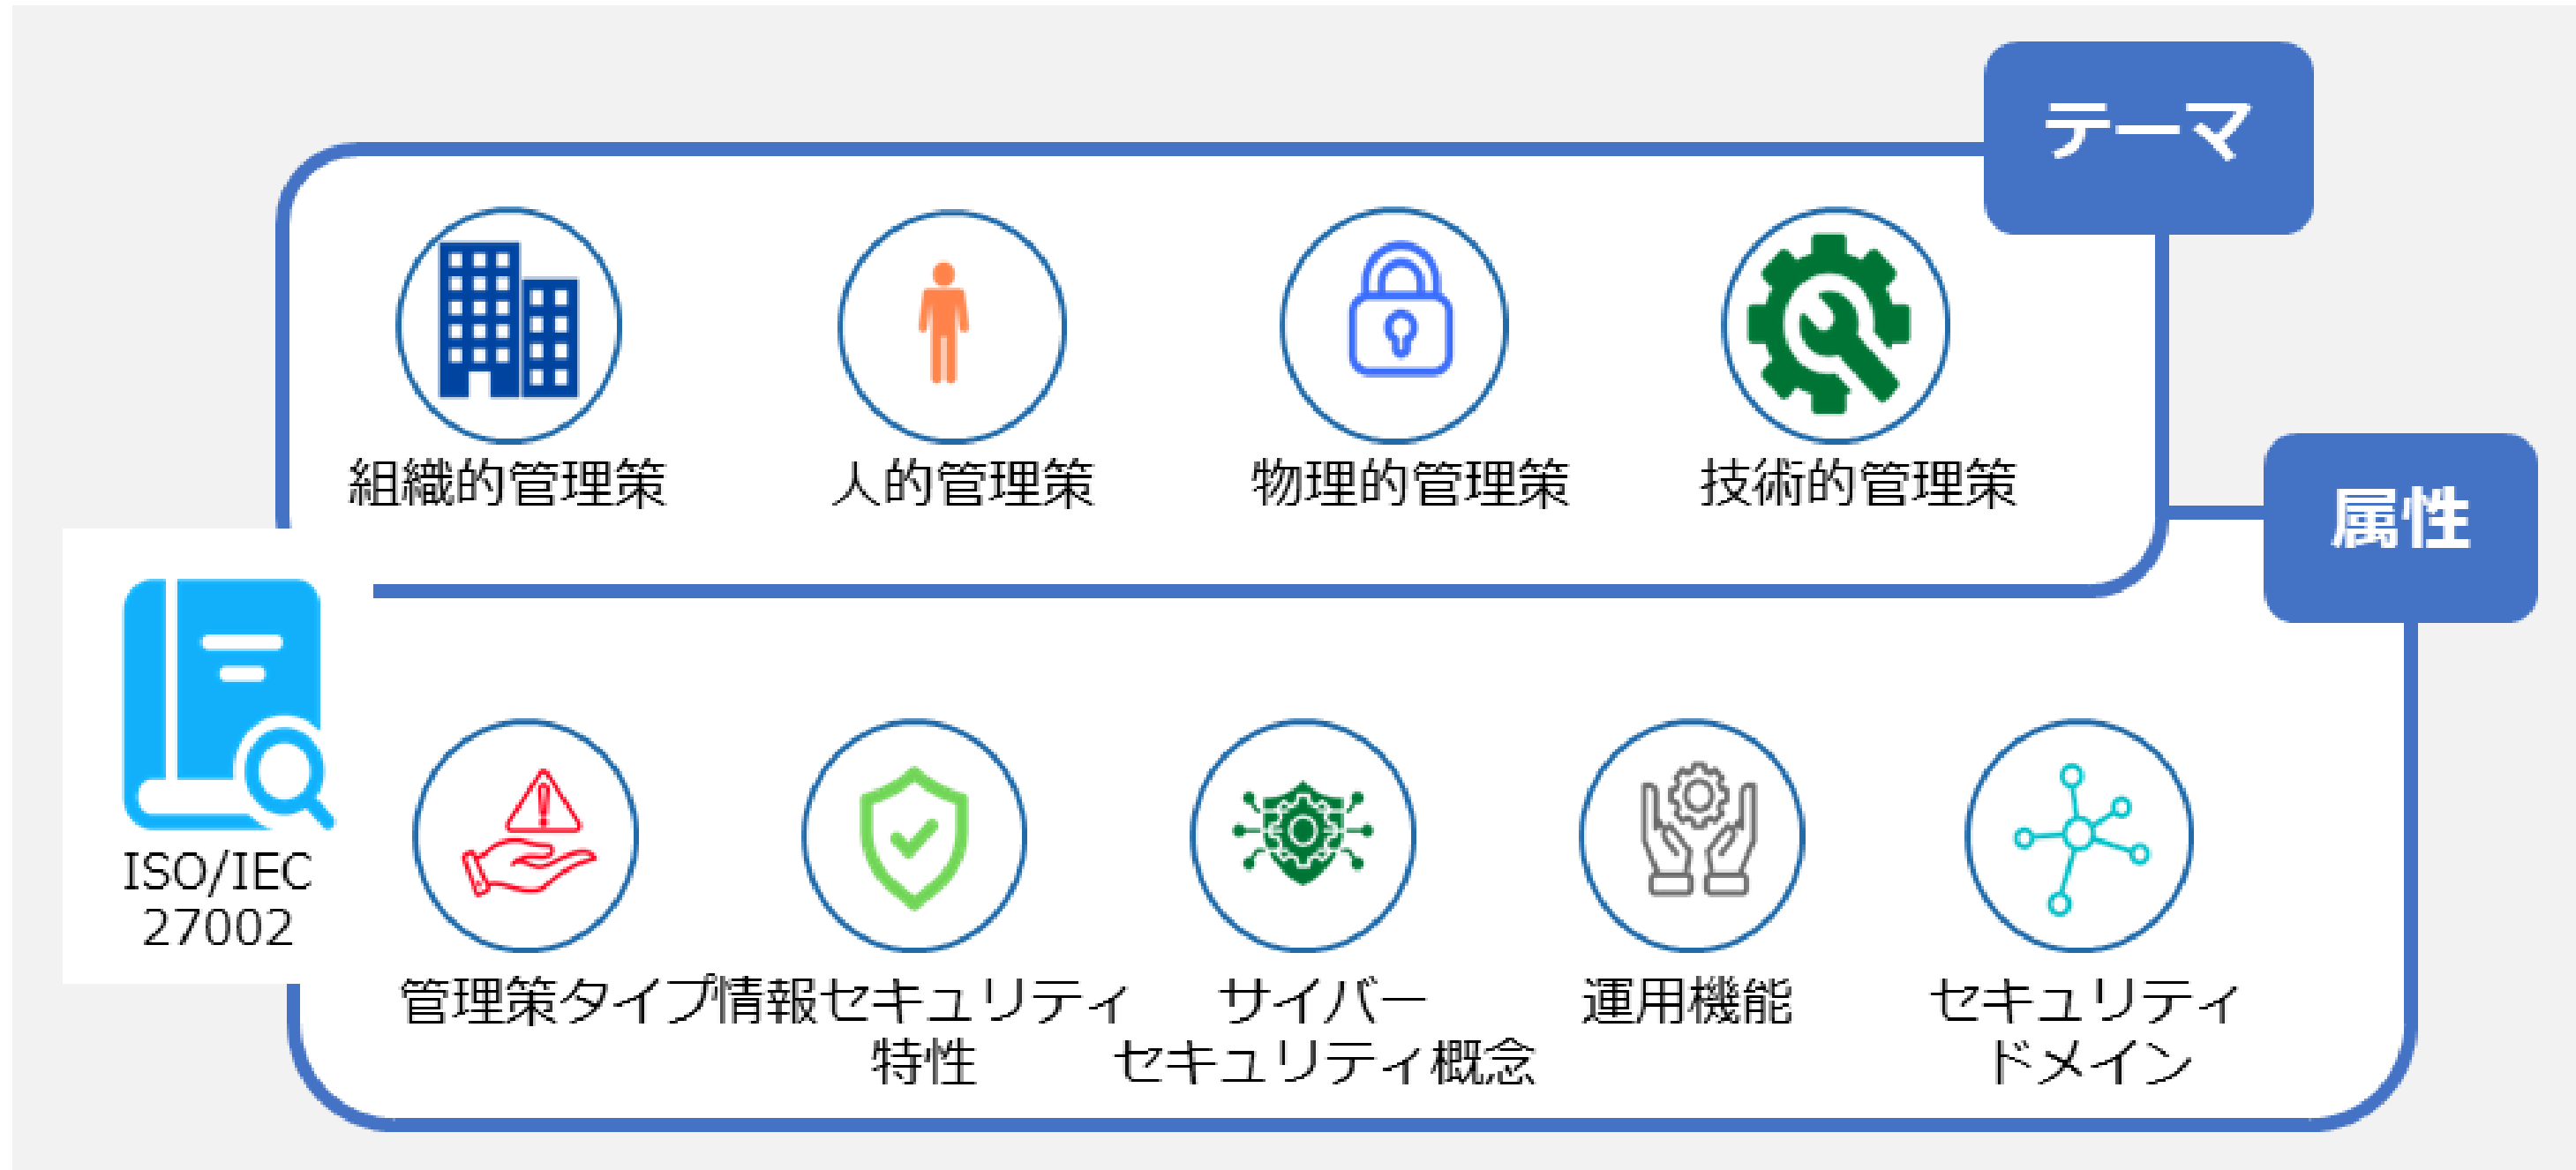 テーマ
組織的管理策
人的管理策
物理的管理策
技術的管理策
属性
ISO/IEC
27002
管理策タイプ
情報セキュリティ
特性
サイバー
セキュリティ概念
運用機能
セキュリティ
ドメイン